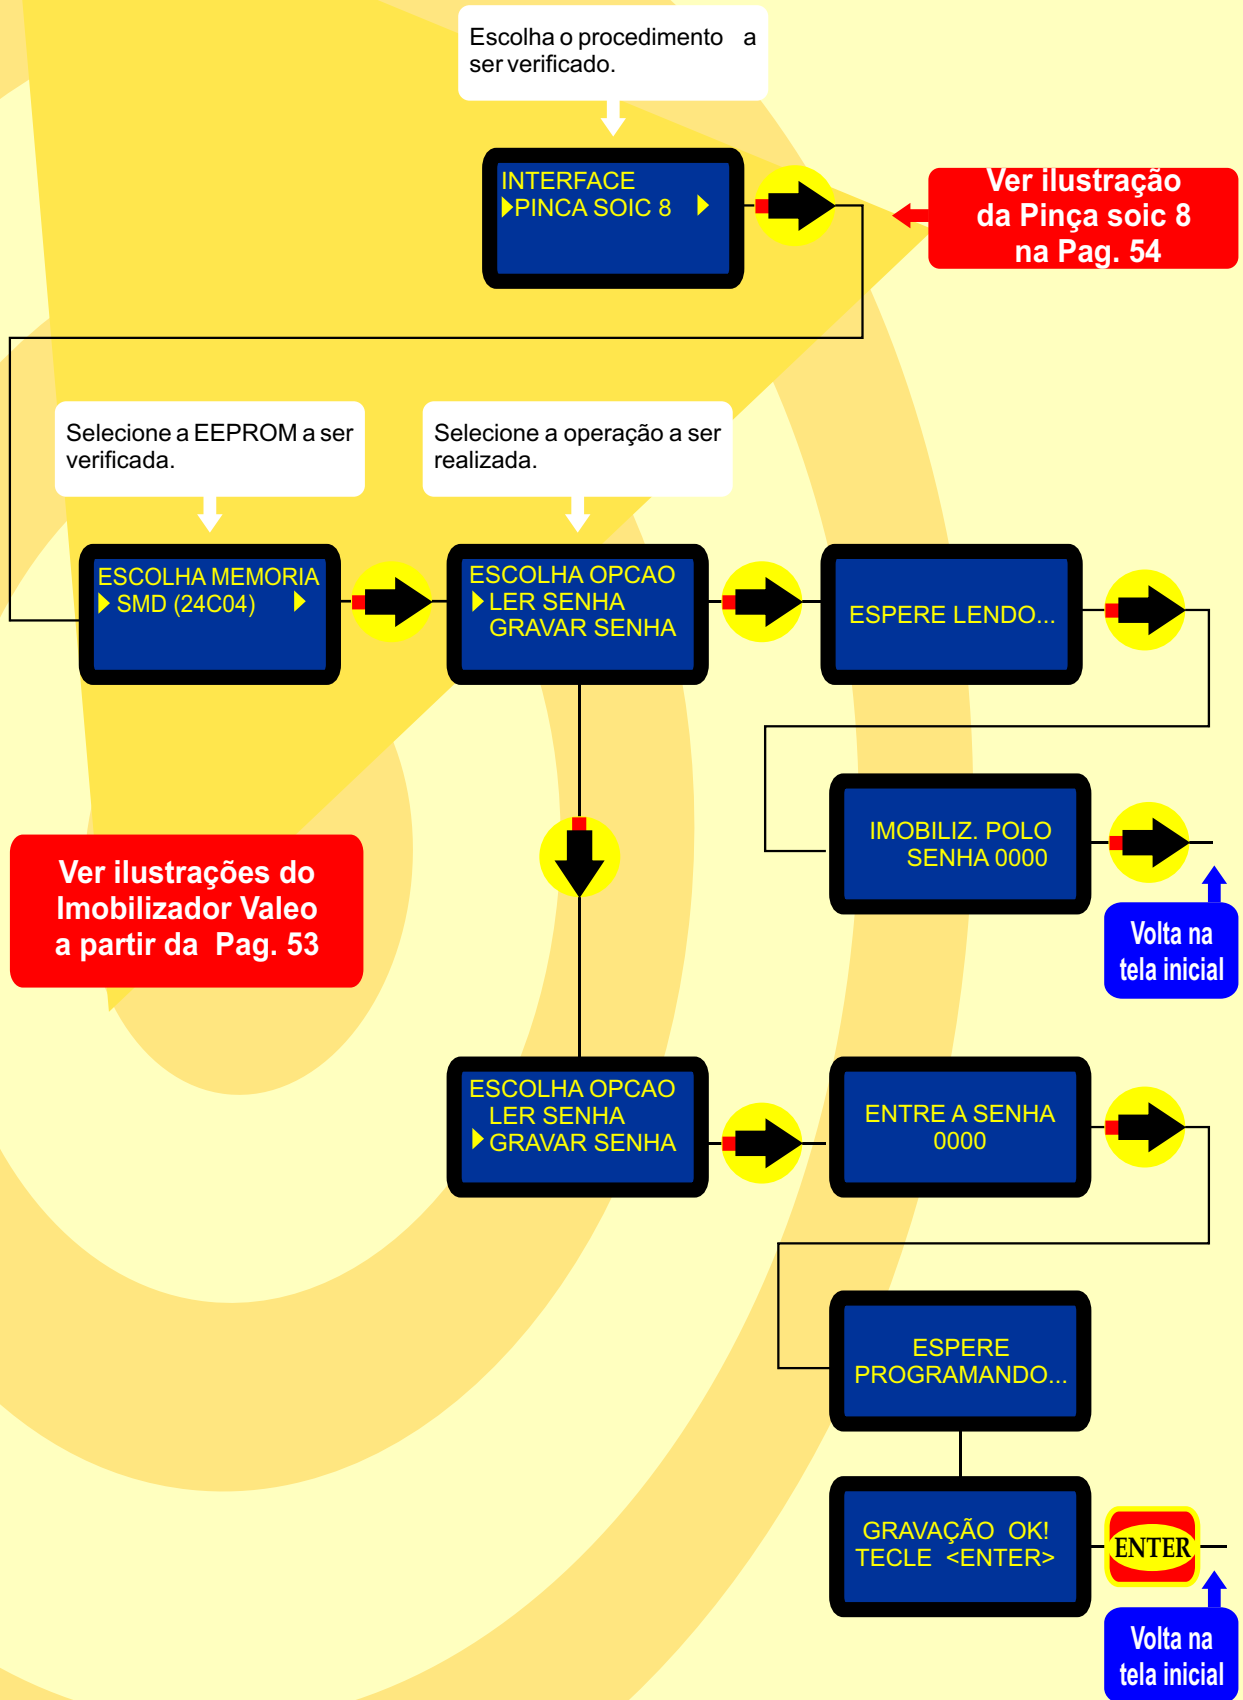 Escolha o procedimento a
ser verificado.
INTERFACE
PINCA SOIC 8
Ver ilustração
da Pinça soic 8
na Pag. 54
Selecione a EEPROM a ser
verificada.
Selecione a operação a ser
realizada.
ESCOLHA MEMORIA
SMD (24C04)
ESCOLHA OPCAO
LER SENHA
GRAVAR SENHA
ESPERE LENDO...
IMOBILIZ. POLO
SENHA 0000
Volta na
tela inicial
Ver ilustrações do
Imobilizador Valeo
a partir da Pag. 53
ESCOLHA OPCAO
LER SENHA
GRAVAR SENHA
ENTRE A SENHA
0000
ESPERE
PROGRAMANDO...
GRAVAÇÃO OK!
TECLE <ENTER>
ENTER
Volta na
tela inicial